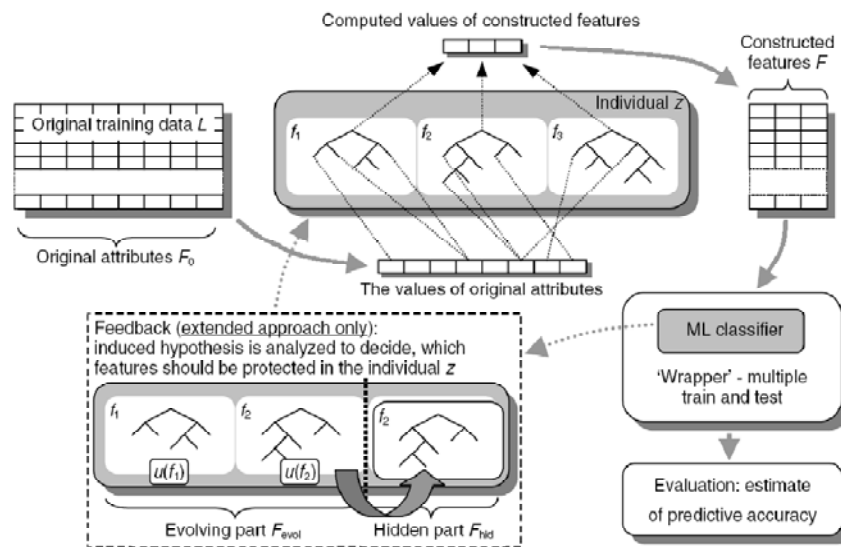 Computed values of constructed features
Constructed
features F
Individual z
Original training data L
f1
f2
f3
Original attributes Fo
The values of original attributes
Feedback (extended approach only):
induced hypothesis is analyzed to decide, which
features should be protected in the individual z
f1
f2
f2
u(f1)
u(f2)
Evolving part Fevol
Hidden part Fhid
ML classifier
'Wrapper' - multiple
train and test
Evaluation: estimate
of predictive accuracy